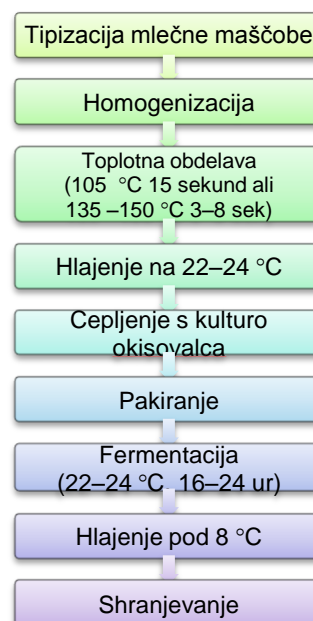 Tipizacija mlečne maščobe
Homogenizacija
Toplotna obdelava
(105 °C 15 sekund ali
135 –150 °C 3–8 sek)
Hlajenje na 22–24 °C
Cepljenje s kulturo
okisovalca
Pakiranje
Fermentacija
(22–24 °C, 16–24 ur)
Hlajenje pod 8 °C
Shranjevanje